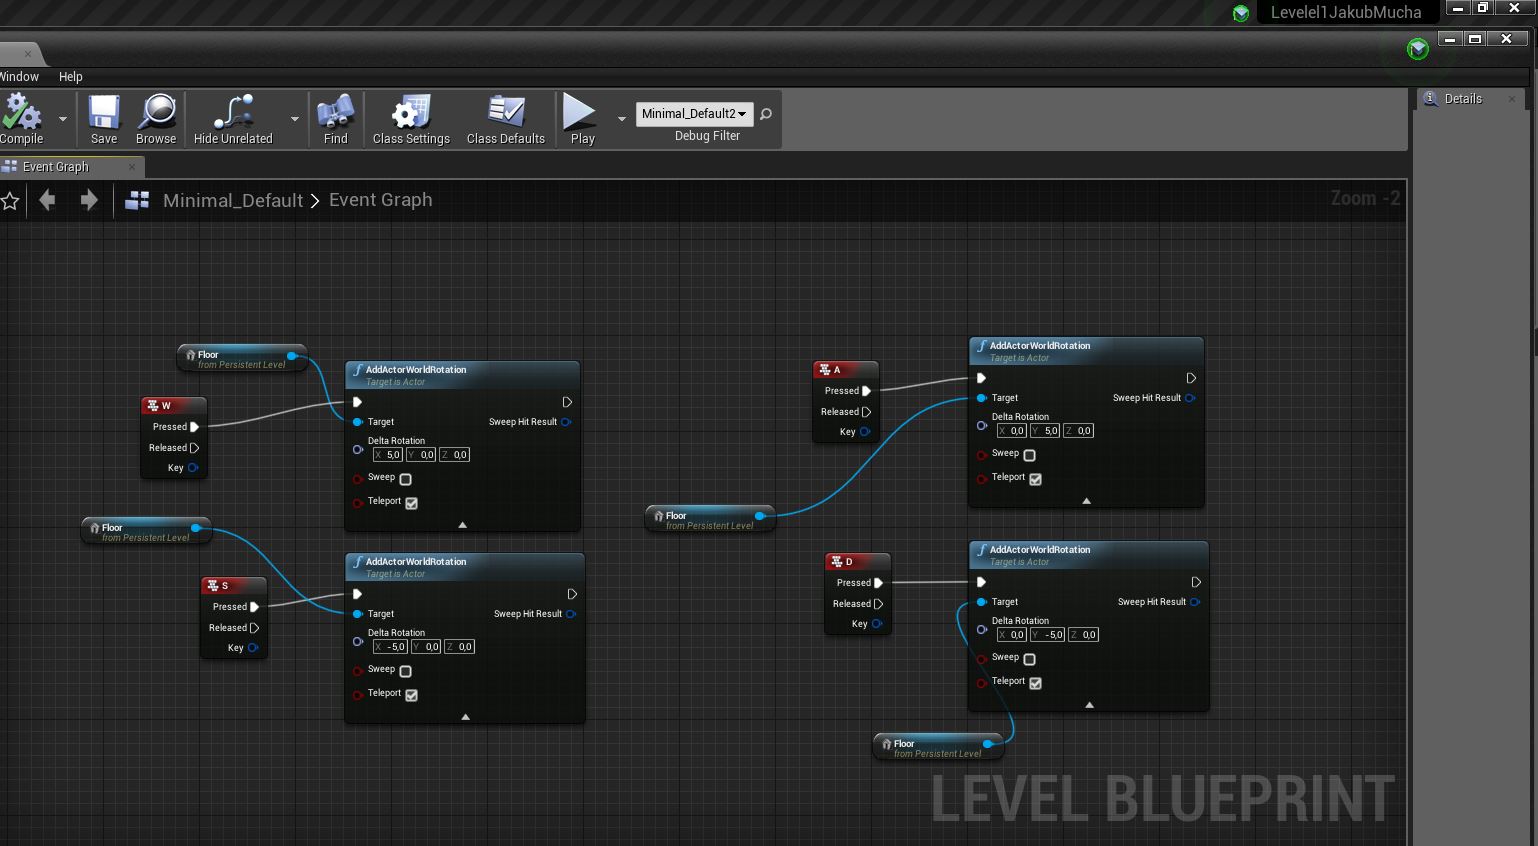 Levelel1JakubMucha
Window Help
Compile Save Browse Hide Unrelated Find Class Settings Class Defaults Play
Minimal_Default2
Debug Filter
Details
Event Graph
Minimal_Default > Event Graph
Zoom -2
Floor
from Persistent Level
W
Pressed
Released
Key
AddActorWorldRotation
Target is Actor
Target Sweep Hit Result
Delta Rotation
X 5,0 Y 0,0 Z 0,0
Sweep
Teleport
Floor
from Persistent Level
S
Pressed
Released
Key
AddActorWorldRotation
Target is Actor
Target Sweep Hit Result
Delta Rotation
X -5,0 Y 0,0 Z 0,0
Sweep
Teleport
A
Pressed
Released
Key
AddActorWorldRotation
Target is Actor
Target Sweep Hit Result
Delta Rotation
X 0,0 Y 5,0 Z 0,0
Sweep
Teleport
Floor
from Persistent Level
D
Pressed
Released
Key
AddActorWorldRotation
Target is Actor
Target Sweep Hit Result
Delta Rotation
X 0,0 Y -5,0 Z 0,0
Sweep
Teleport
Floor
from Persistent Level
LEVEL BLUEPRINT